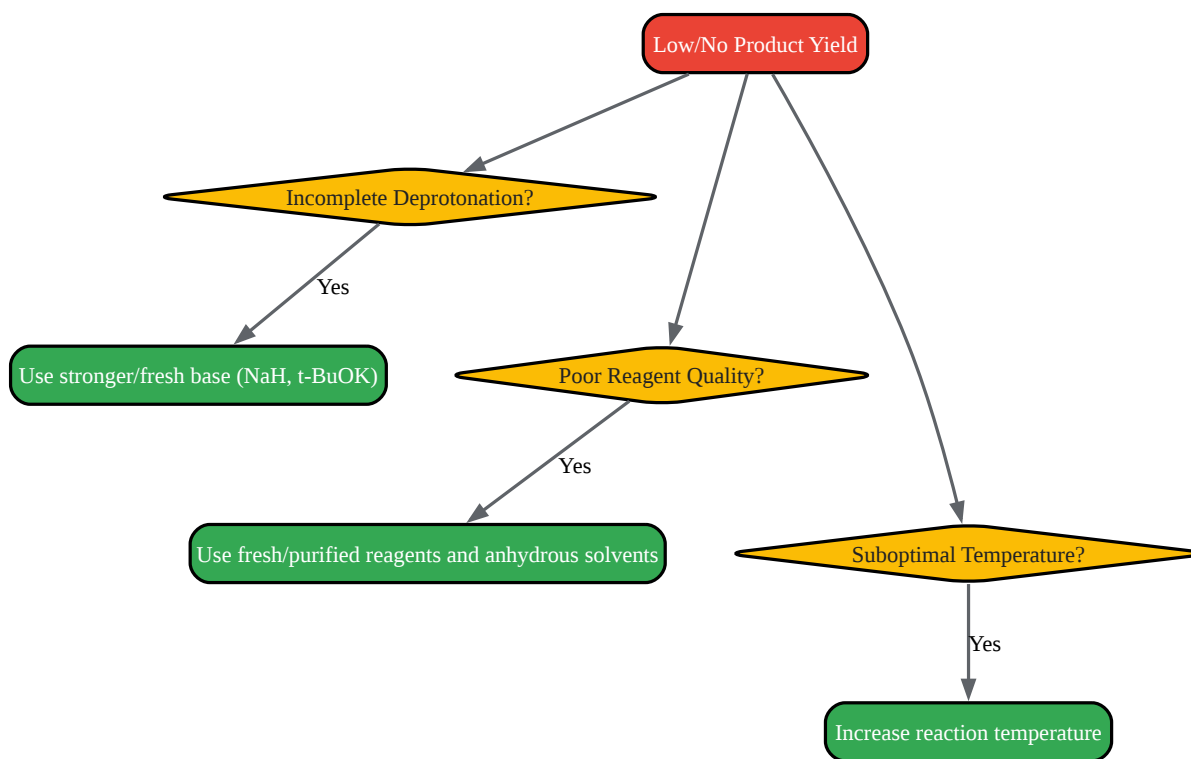 Low/No Product Yield
Incomplete Deprotonation?
Yes
Use stronger/fresh base (NaH, t-BuOK)
Poor Reagent Quality?
Yes
Use fresh/purified reagents and anhydrous solvents
Suboptimal Temperature?
Yes
Increase reaction temperature